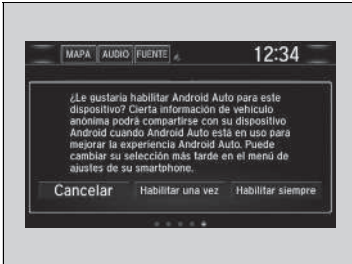 MAPA AUDIO FUENTE 12:34
¿Le gustaría habilitar Android Auto para este
dispositivo? Cierta información de vehículo
anónima podrá compartirse con su dispositivo
Android cuando Android Auto está en uso para
mejorar la experiencia Android Auto. Puede
cambiar su selección más tarde en el menú de
ajustes de su smartphone.
Cancelar Habilitar una vez Habilitar siempre